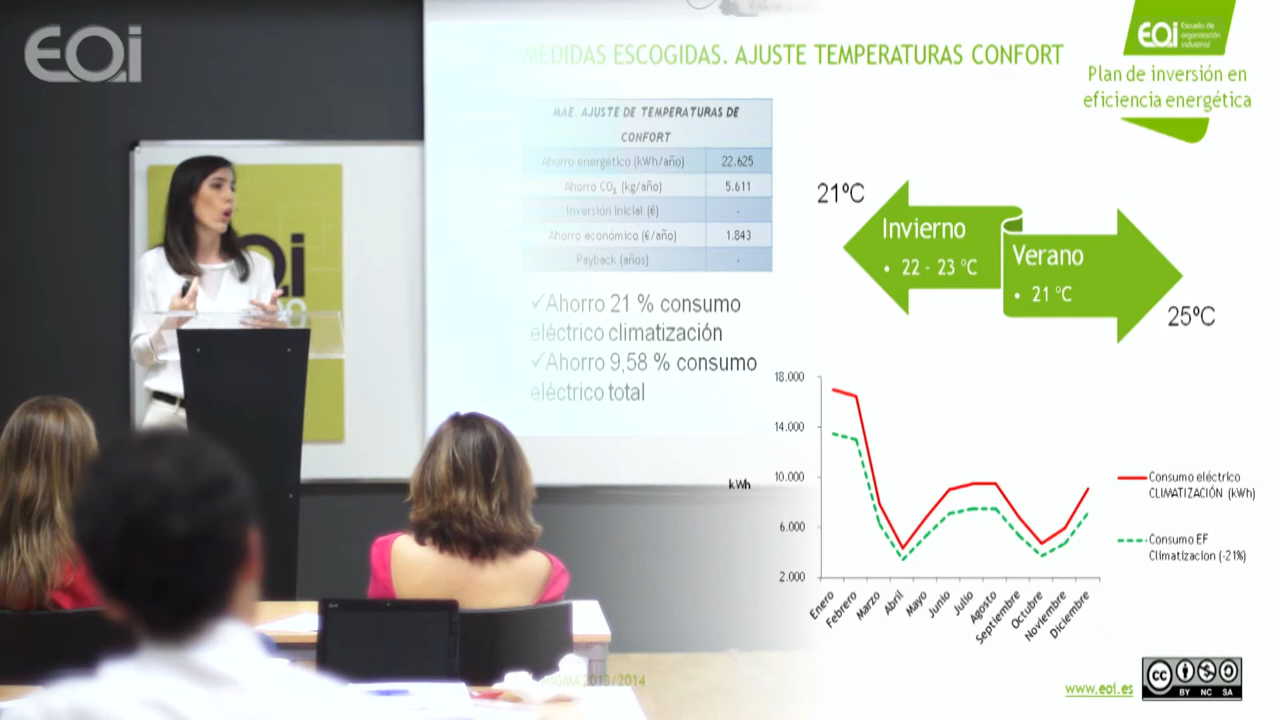 EOi
MEDIDAS ESCOGIDAS. AJUSTE TEMPERATURAS CONFORT
EOi Escuela de
organización
industrial
Plan de inversión en
eficiencia energética
MAE. AJUSTE DE TEMPERATURAS DE
CONFORT
Ahorro energético (kWh/año) 22.625
Ahorro CO₂ (kg/año) 5.611
Inversión inicial (€) -
Ahorro económico (€/año) 1.843
Payback (años) -
✓Ahorro 21 % consumo
eléctrico climatización
✓Ahorro 9,58 % consumo
eléctrico total
21ºC
Invierno
• 22 - 23 ºC
Verano
• 21 ºC
25ºC
kWh
18.000
14.000
10.000
6.000
2.000
Enero
Febrero
Marzo
Abril
Mayo
Junio
Julio
Agosto
Septiembre
Octubre
Noviembre
Diciembre
Consumo eléctrico
CLIMATIZACIÓN (kWh)
Consumo EF
Climatizacion (-21%)
2013/2014
www.eoi.es
cc BY NC SA